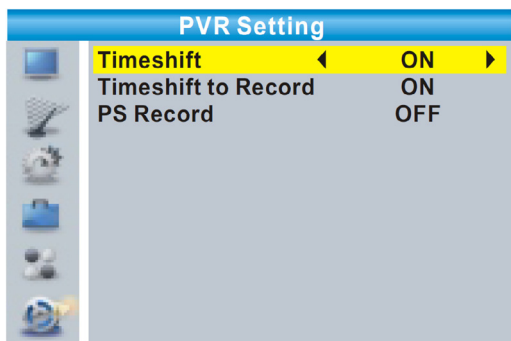 PVR Setting
Timeshift ON
Timeshift to Record ON
PS Record OFF